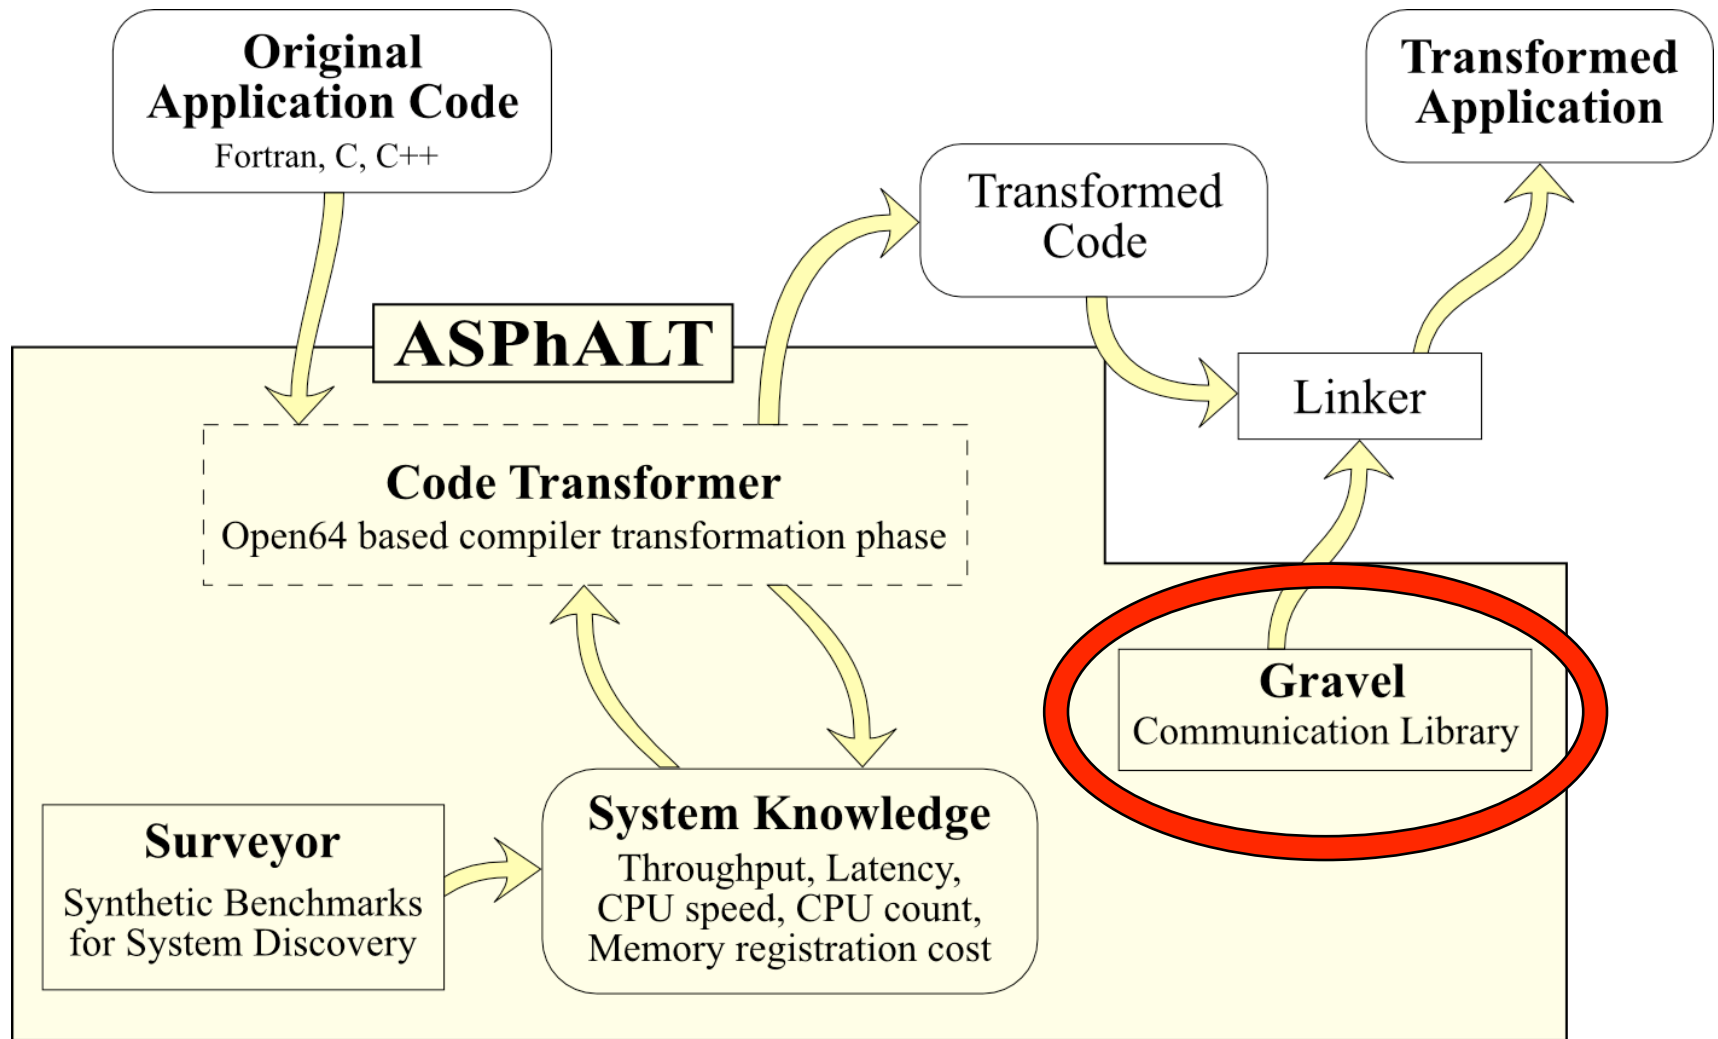 Original
Application Code
Fortran, C, C++
Transformed
Application
Transformed
Code
ASPhALT
Linker
Code Transformer
Open64 based compiler transformation phase
Gravel
Communication Library
Surveyor
Synthetic Benchmarks
for System Discovery
System Knowledge
Throughput, Latency,
CPU speed, CPU count,
Memory registration cost